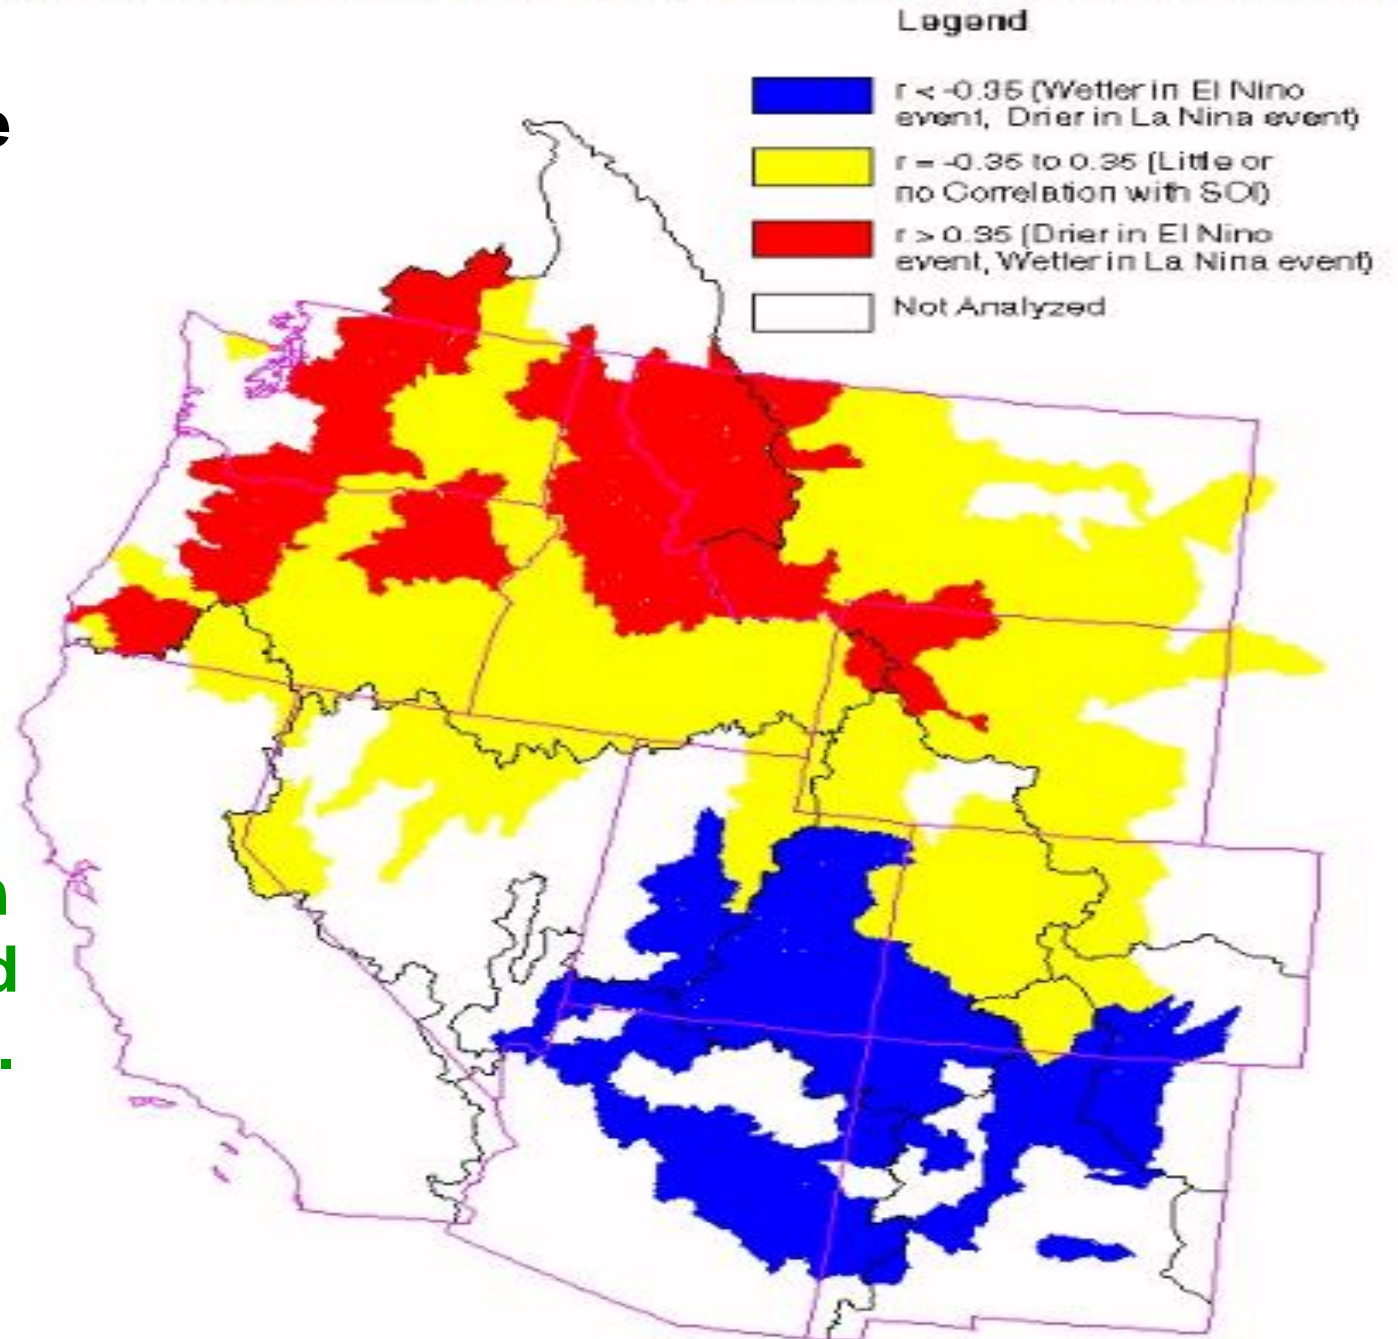 Legend
r < -0.35 (Wetter in El Nino
event, Drier in La Nina event)
r = -0.35 to 0.35 (Little or
no Correlation with SOI)
r > 0.35 (Drier in El Nino
event, Wetter in La Nina event)
Not Analyzed
e
n
d
.